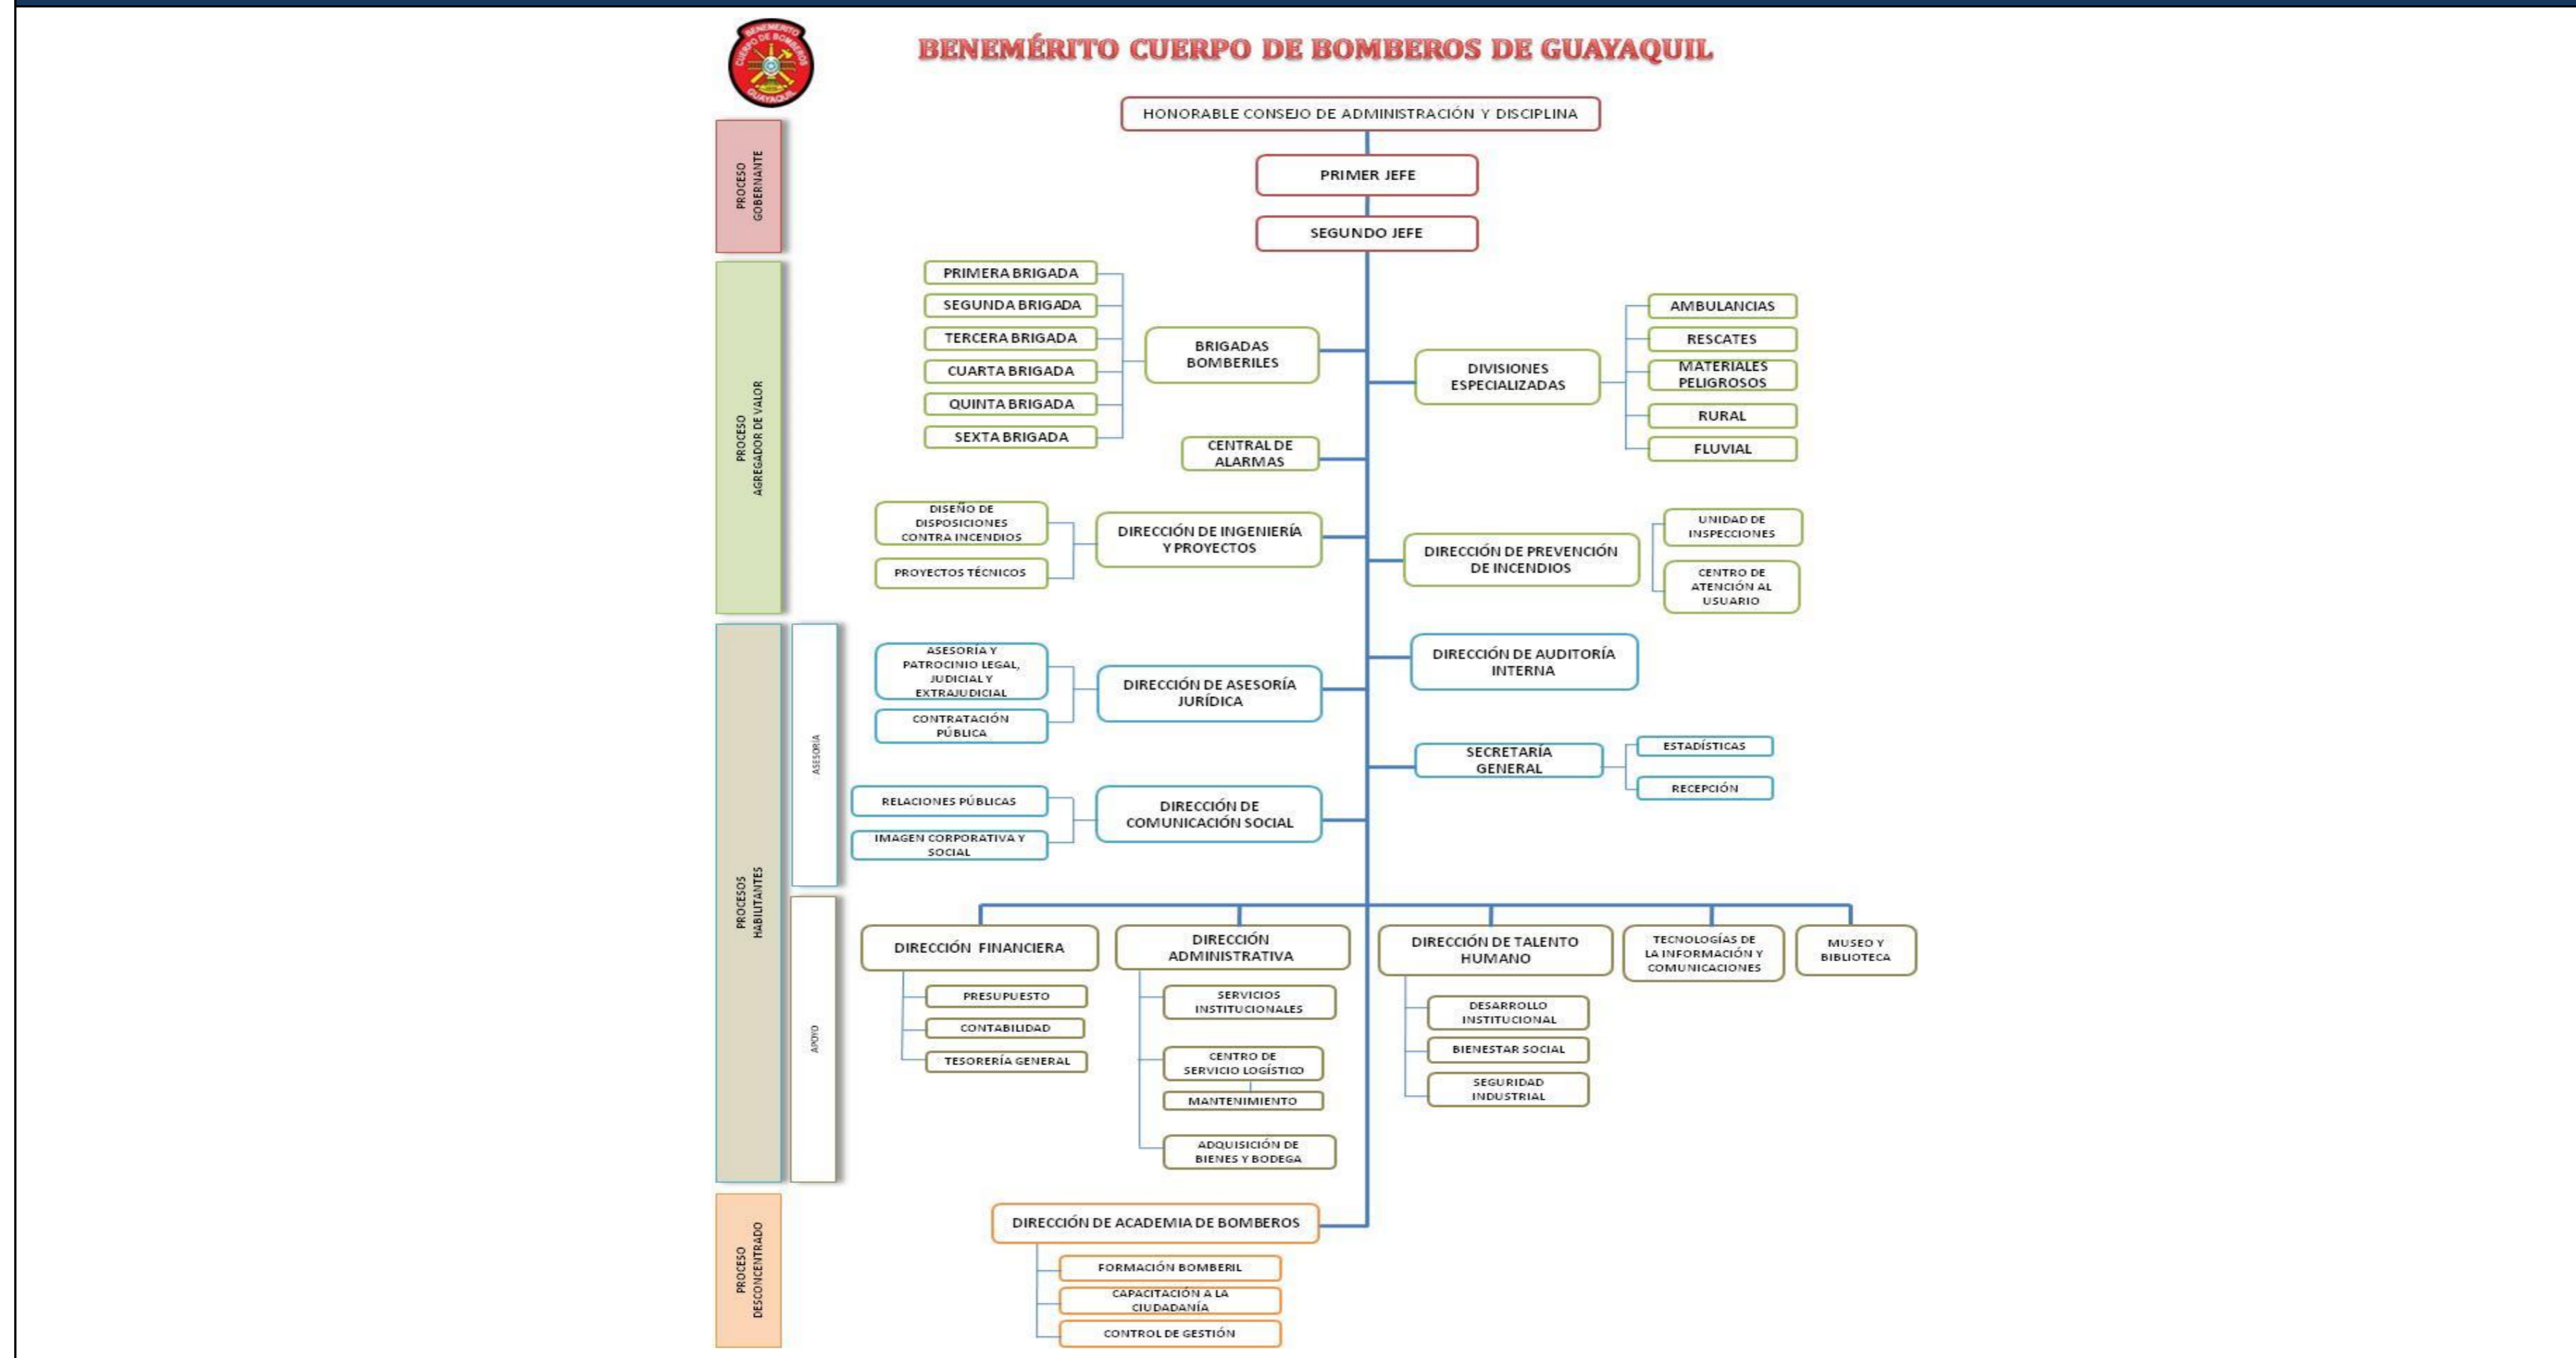 BENEMERITO
CUERPO DE BOMBEROS
GUAYAQUIL
BENEMÉRITO CUERPO DE BOMBEROS DE GUAYAQUIL
HONORABLE CONSEJO DE ADMINISTRACIÓN Y DISCIPLINA
PRIMER JEFE
SEGUNDO JEFE
PROCESO
GOBERNANTE
PROCESO
AGREGADOR DE VALOR
PRIMERA BRIGADA
SEGUNDA BRIGADA
TERCERA BRIGADA
CUARTA BRIGADA
QUINTA BRIGADA
SEXTA BRIGADA
BRIGADAS
BOMBERILES
DIVISIONES
ESPECIALIZADAS
AMBULANCIAS
RESCATES
MATERIALES
PELIGROSOS
RURAL
FLUVIAL
CENTRAL DE
ALARMAS
DISEÑO DE
DISPOSICIONES
CONTRA INCENDIOS
PROYECTOS TÉCNICOS
DIRECCIÓN DE INGENIERÍA
Y PROYECTOS
DIRECCIÓN DE PREVENCIÓN
DE INCENDIOS
UNIDAD DE
INSPECCIONES
CENTRO DE
ATENCIÓN AL
USUARIO
PROCESOS
HABILITANTES
ASESORÍA
ASESORÍA Y
PATROCINIO LEGAL,
JUDICIAL Y
EXTRAJUDICIAL
CONTRATACIÓN
PÚBLICA
DIRECCIÓN DE ASESORÍA
JURÍDICA
DIRECCIÓN DE AUDITORÍA
INTERNA
SECRETARÍA
GENERAL
ESTADÍSTICAS
RECEPCIÓN
RELACIONES PÚBLICAS
IMAGEN CORPORATIVA Y
SOCIAL
DIRECCIÓN DE
COMUNICACIÓN SOCIAL
APOYO
DIRECCIÓN FINANCIERA
PRESUPUESTO
CONTABILIDAD
TESORERÍA GENERAL
DIRECCIÓN
ADMINISTRATIVA
SERVICIOS
INSTITUCIONALES
CENTRO DE
SERVICIO LOGÍSTICO
MANTENIMIENTO
ADQUISICIÓN DE
BIENES Y BODEGA
DIRECCIÓN DE TALENTO
HUMANO
DESARROLLO
INSTITUCIONAL
BIENESTAR SOCIAL
SEGURIDAD
INDUSTRIAL
TECNOLOGÍAS DE
LA INFORMACIÓN Y
COMUNICACIONES
MUSEO Y
BIBLIOTECA
PROCESO
DESCONCENTRADO
DIRECCIÓN DE ACADEMIA DE BOMBEROS
FORMACIÓN BOMBERIL
CAPACITACIÓN A LA
CIUDADANÍA
CONTROL DE GESTIÓN